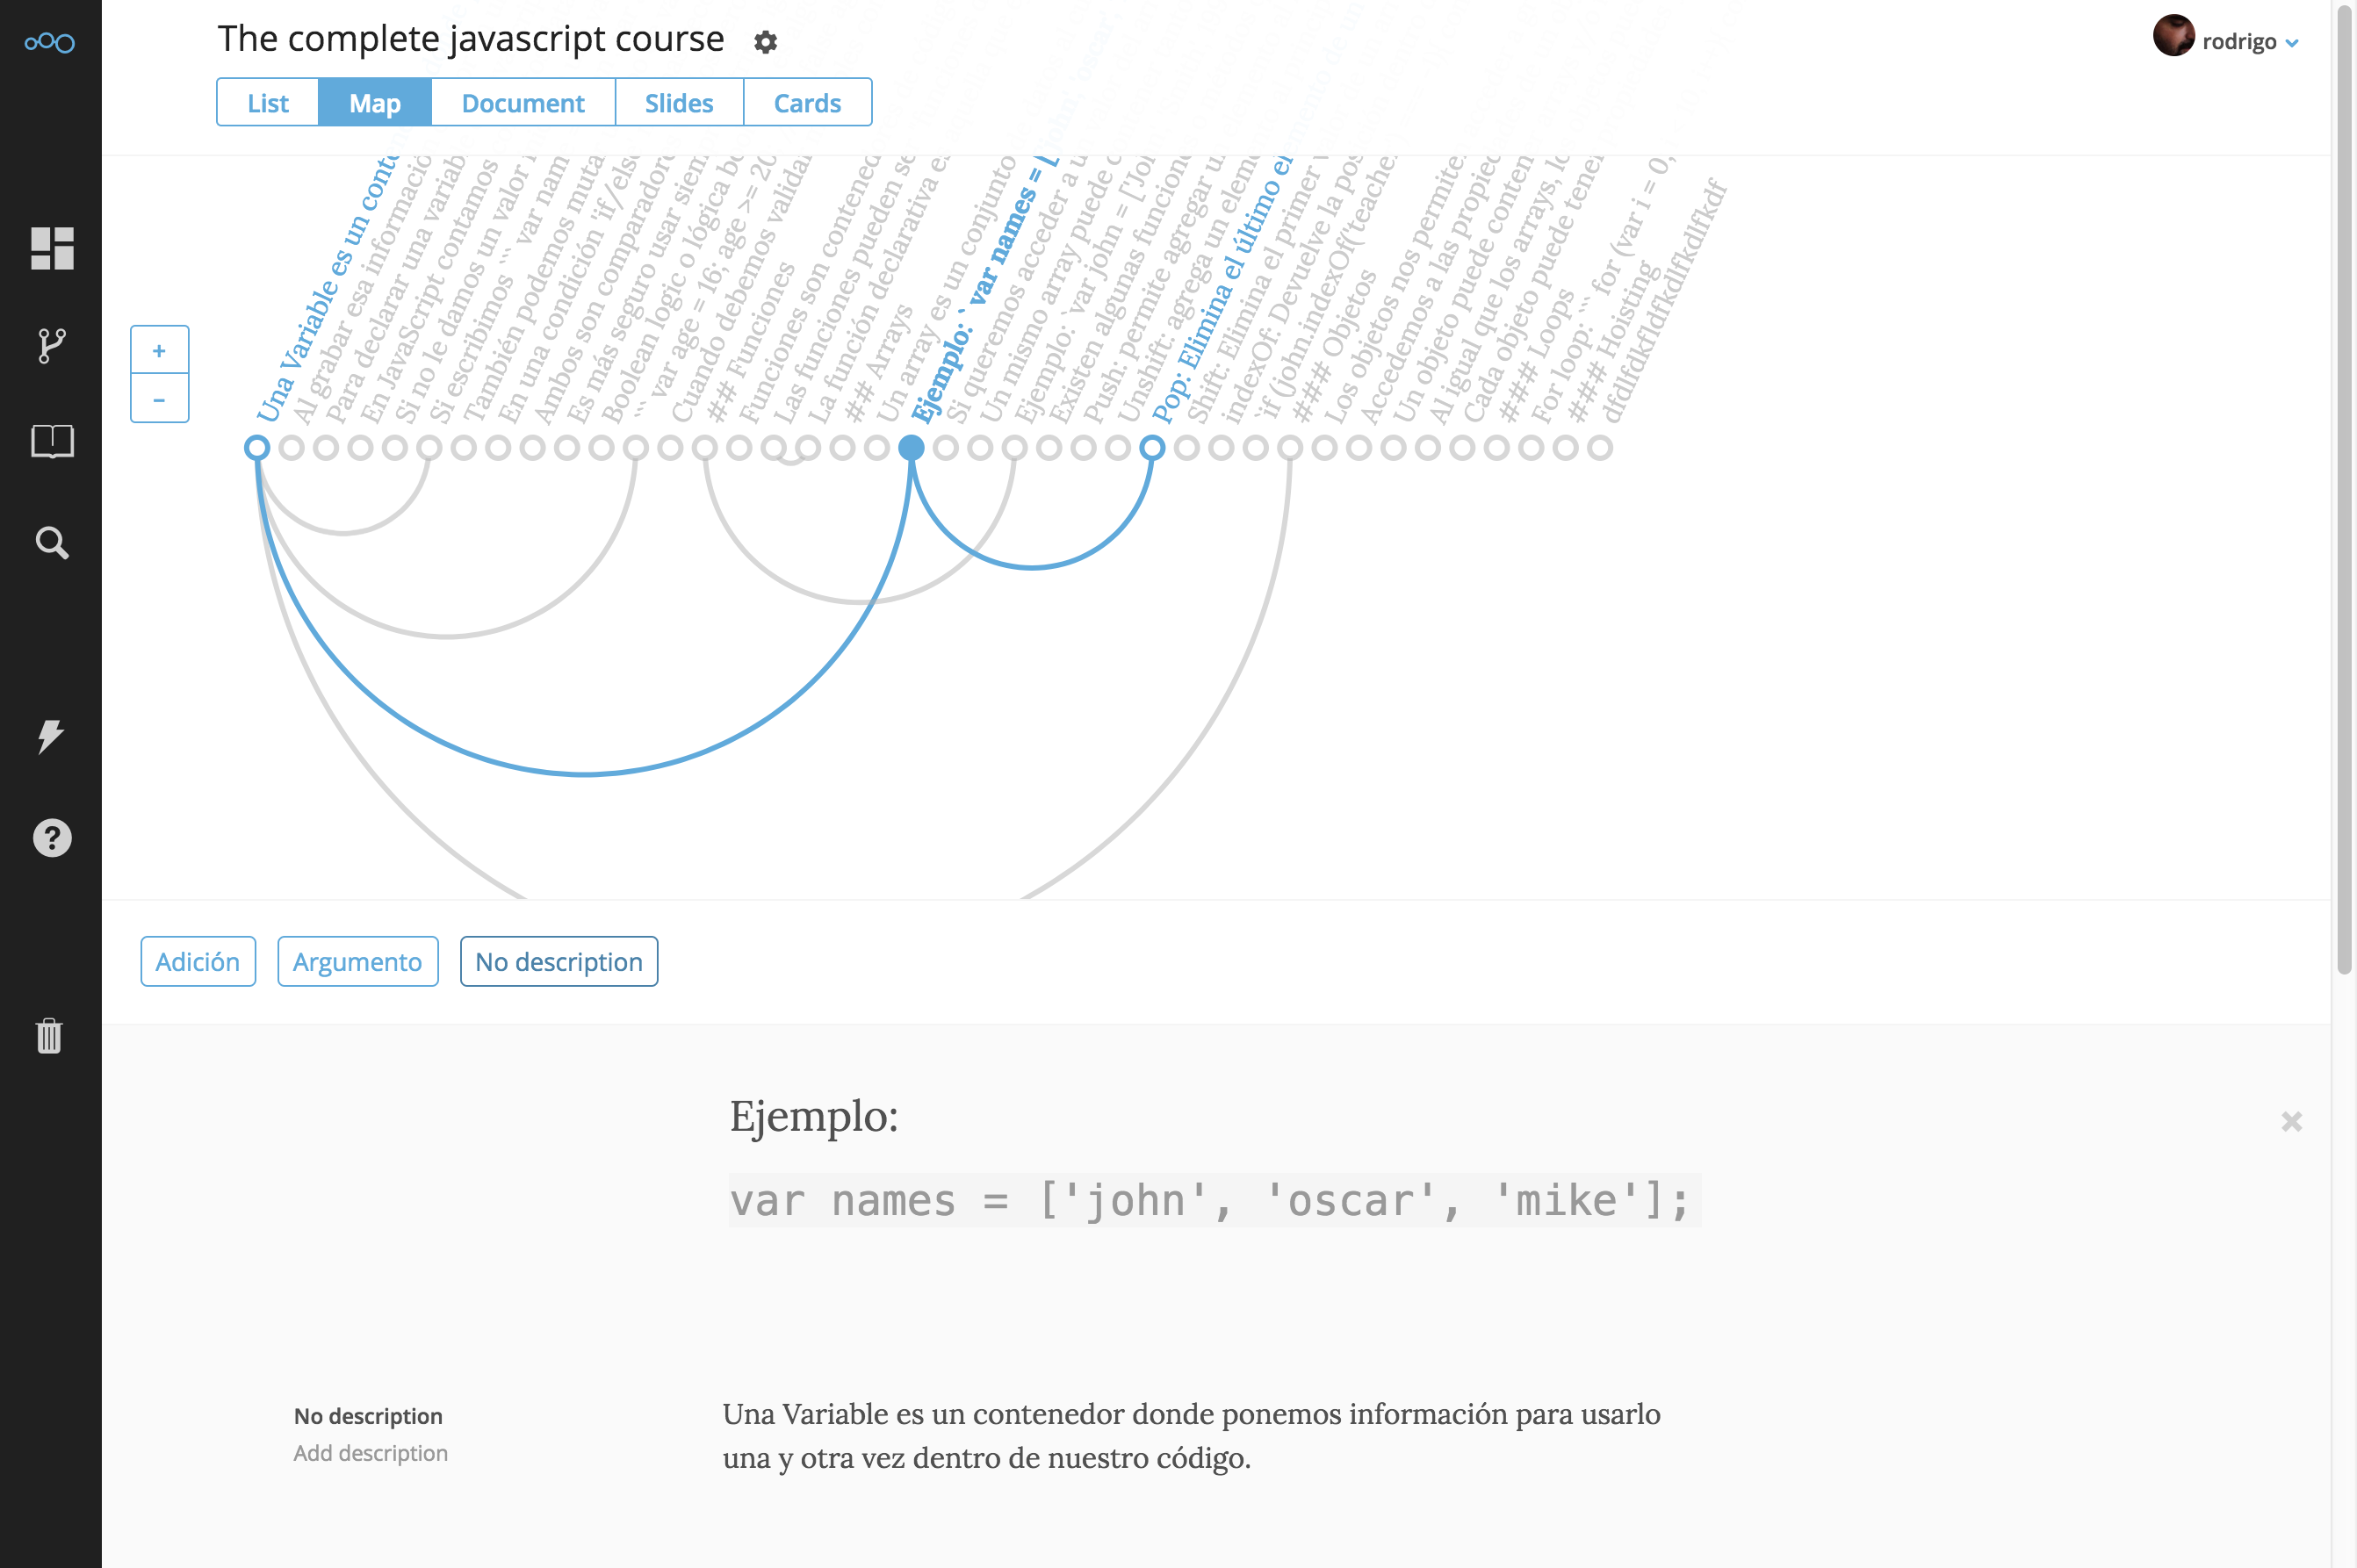 The complete javascript course
rodrigo
List
Map
Document
Slides
Cards
Una Variable es un conte
Al grabar esa informació
Para declarar una variab
En JavaScript contamos
Si no le damos un valor
Si escribimos ``` var nam
También podemos muta
En una condición 'if/else
Ambos son comparadore
Es más seguro usar siem
Boolean logic o lógica bo
``` var age = 16; age >= 20
Cuando debemos valida
## Funciones
Funciones son contened
Las funciones pueden se
La función declarativa e
## Arrays
Un array es un conjunto
Ejemplo: ` var names = [
Si queremos acceder a u
Un mismo array puede c
Ejemplo: `var john = ['John
Existen algunas funcione
Push: permite agregar u
Unshift: agrega un eleme
Pop: Elimina el último el
Shift: Elimina el primer
indexOf: Devuelve la pos
`if (john.indexOf('teache
### Objetos
Los objetos nos permite
Accedemos a las propie
Un objeto puede contene
Al igual que los arrays, lo
Cada objeto puede tener
### Loops
For loop: ``` for (var i = 0;
### Hoisting
dfdlfdkfldfkdlfkdlfkdf
+
−
?
Adición
Argumento
No description
Ejemplo:
var names = ['john', 'oscar', 'mike'];
No description
Add description
Una Variable es un contenedor donde ponemos información para usarlo
una y otra vez dentro de nuestro código.